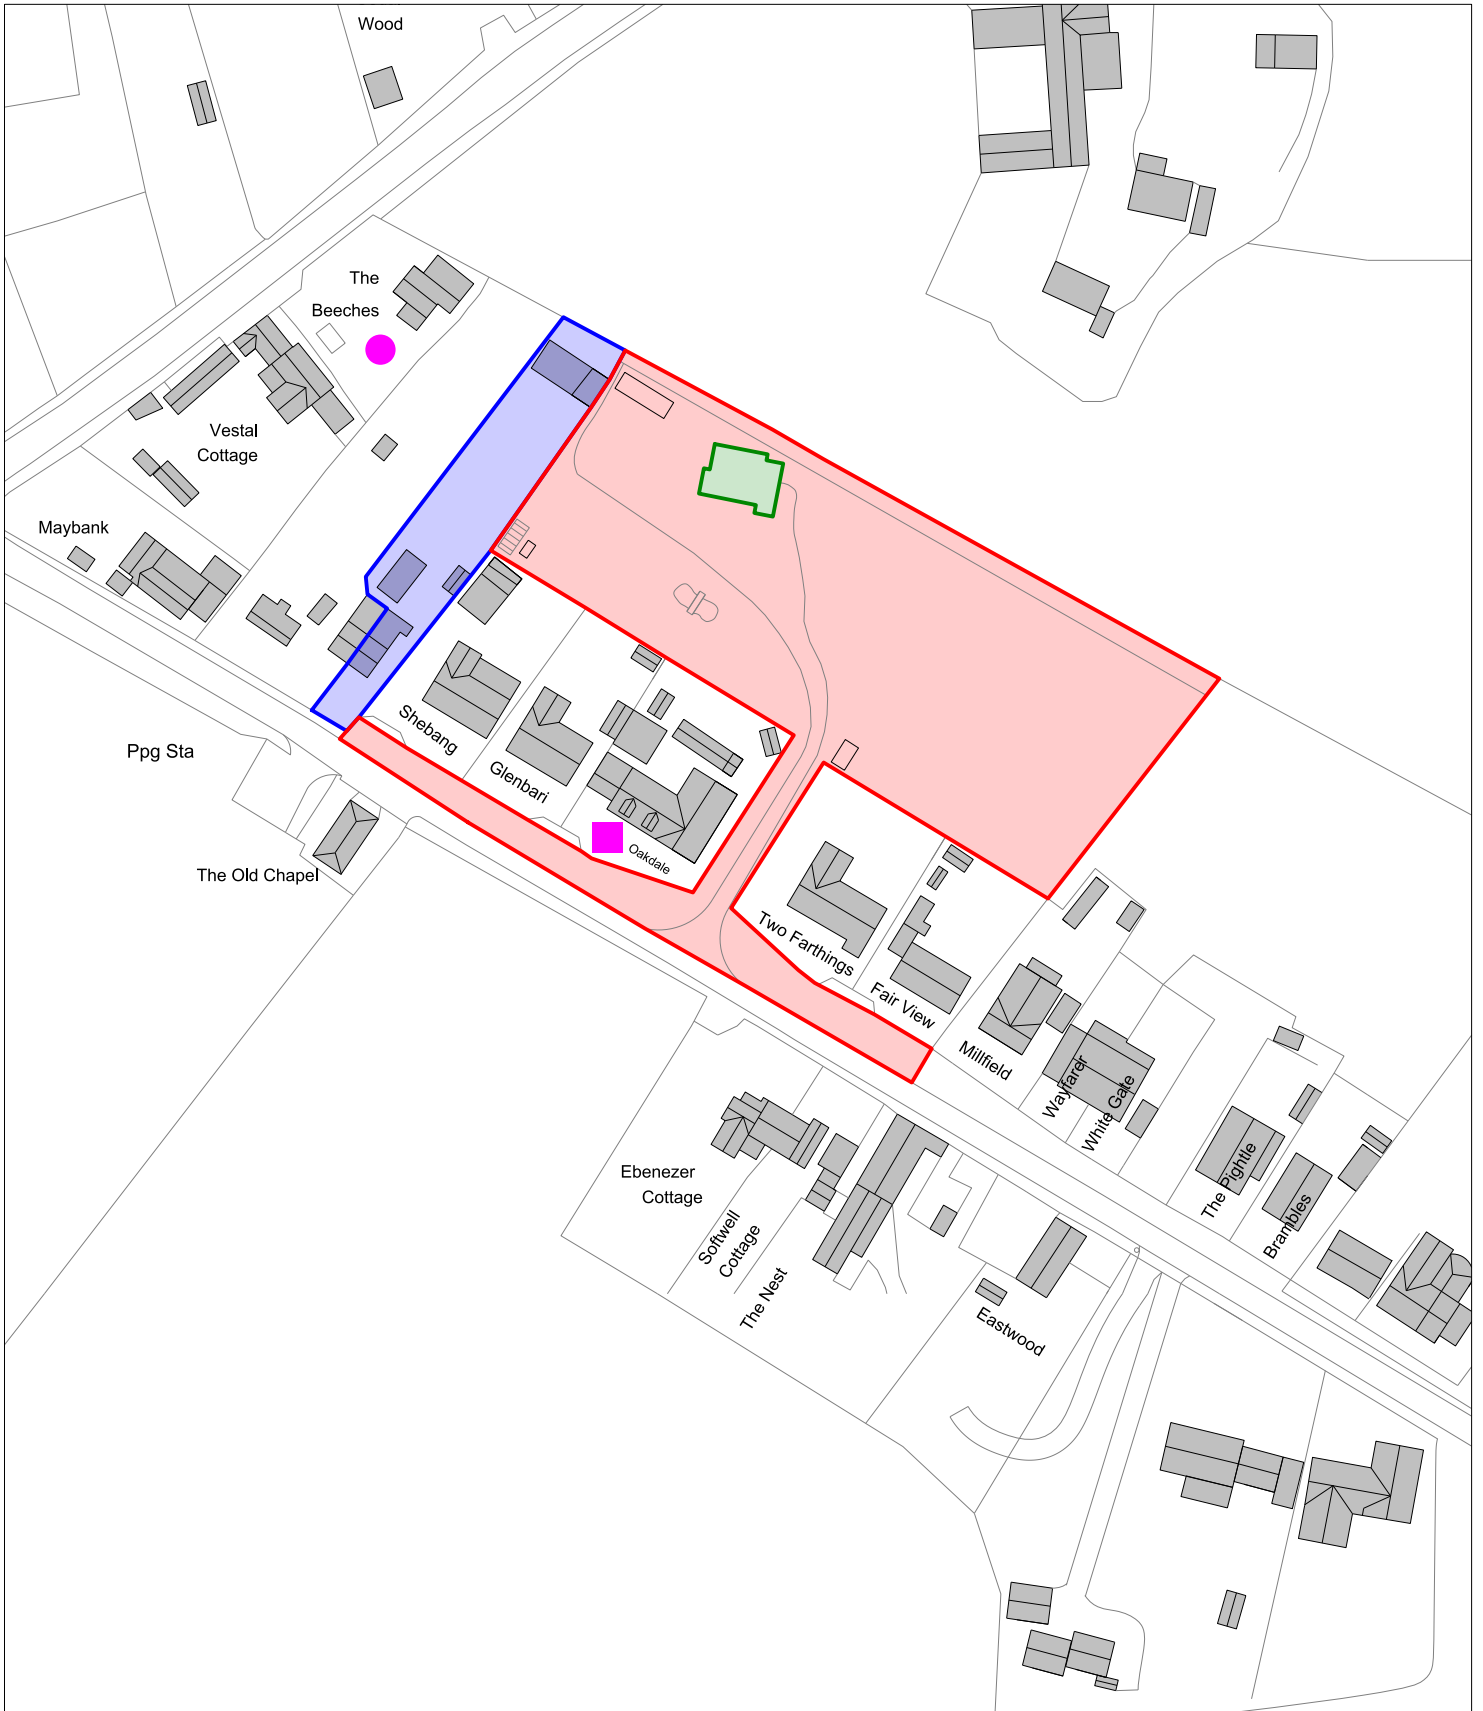 Wood
The
Beeches
Vestal
Cottage
Maybank
Shebang
Ppg Sta
Glenbari
Oakdale
The Old Chapel
Two Farthings
Fair View
Millfield
Wayfarer
White Gate
Ebenezer
Cottage
The Pightle
Brambles
Softwell
Cottage
The Nest
Eastwood